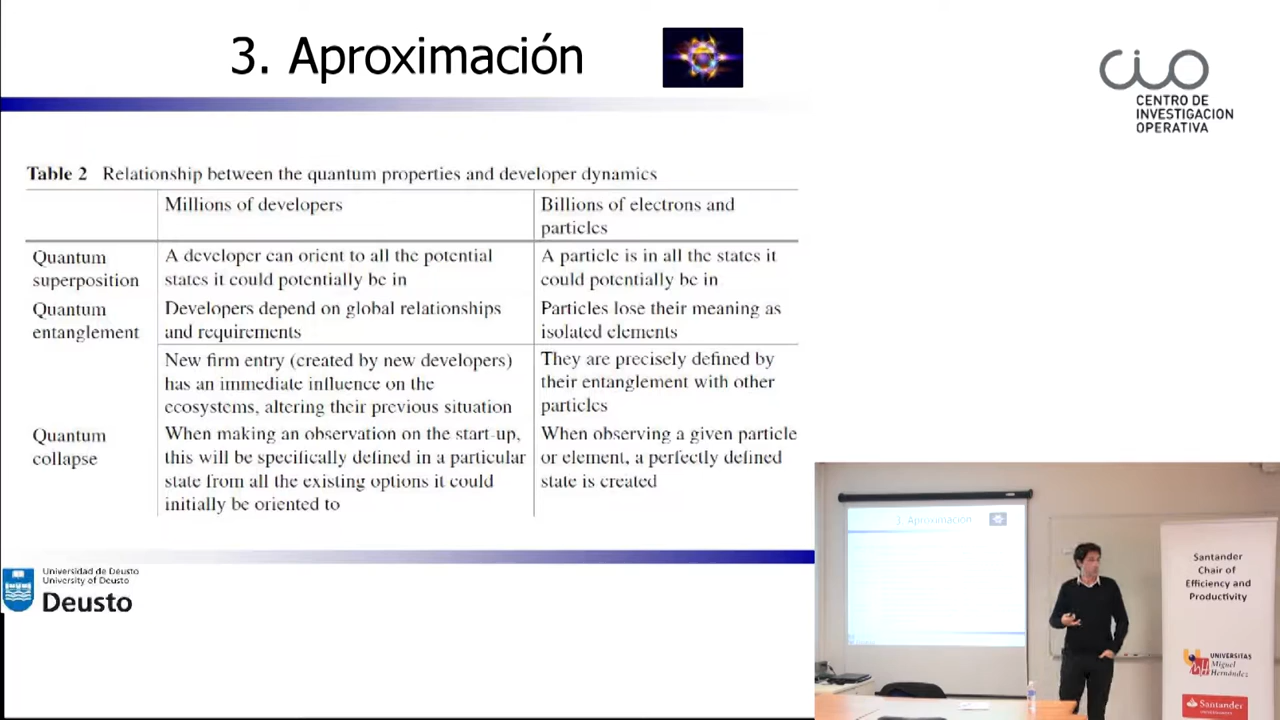 3. Aproximación
CIO
CENTRO DE
INVESTIGACION
OPERATIVA
Table 2 Relationship between the quantum properties and developer dynamics
Millions of developers
Billions of electrons and
particles
Quantum
superposition
A developer can orient to all the potential
states it could potentially be in
A particle is in all the states it
could potentially be in
Quantum
entanglement
Developers depend on global relationships
and requirements
Particles lose their meaning as
isolated elements
New firm entry (created by new developers)
has an immediate influence on the
ecosystems, altering their previous situation
They are precisely defined by
their entanglement with other
particles
Quantum
collapse
When making an observation on the start-up,
this will be specifically defined in a particular
state from all the existing options it could
initially be oriented to
When observing a given particle
or element, a perfectly defined
state is created
Universidad de Deusto
University of Deusto
Deusto
3. Aproximación
Santander
Chair of
Efficiency and
Productivity
UNIVERSITAS
Miguel
Hernández
Santander